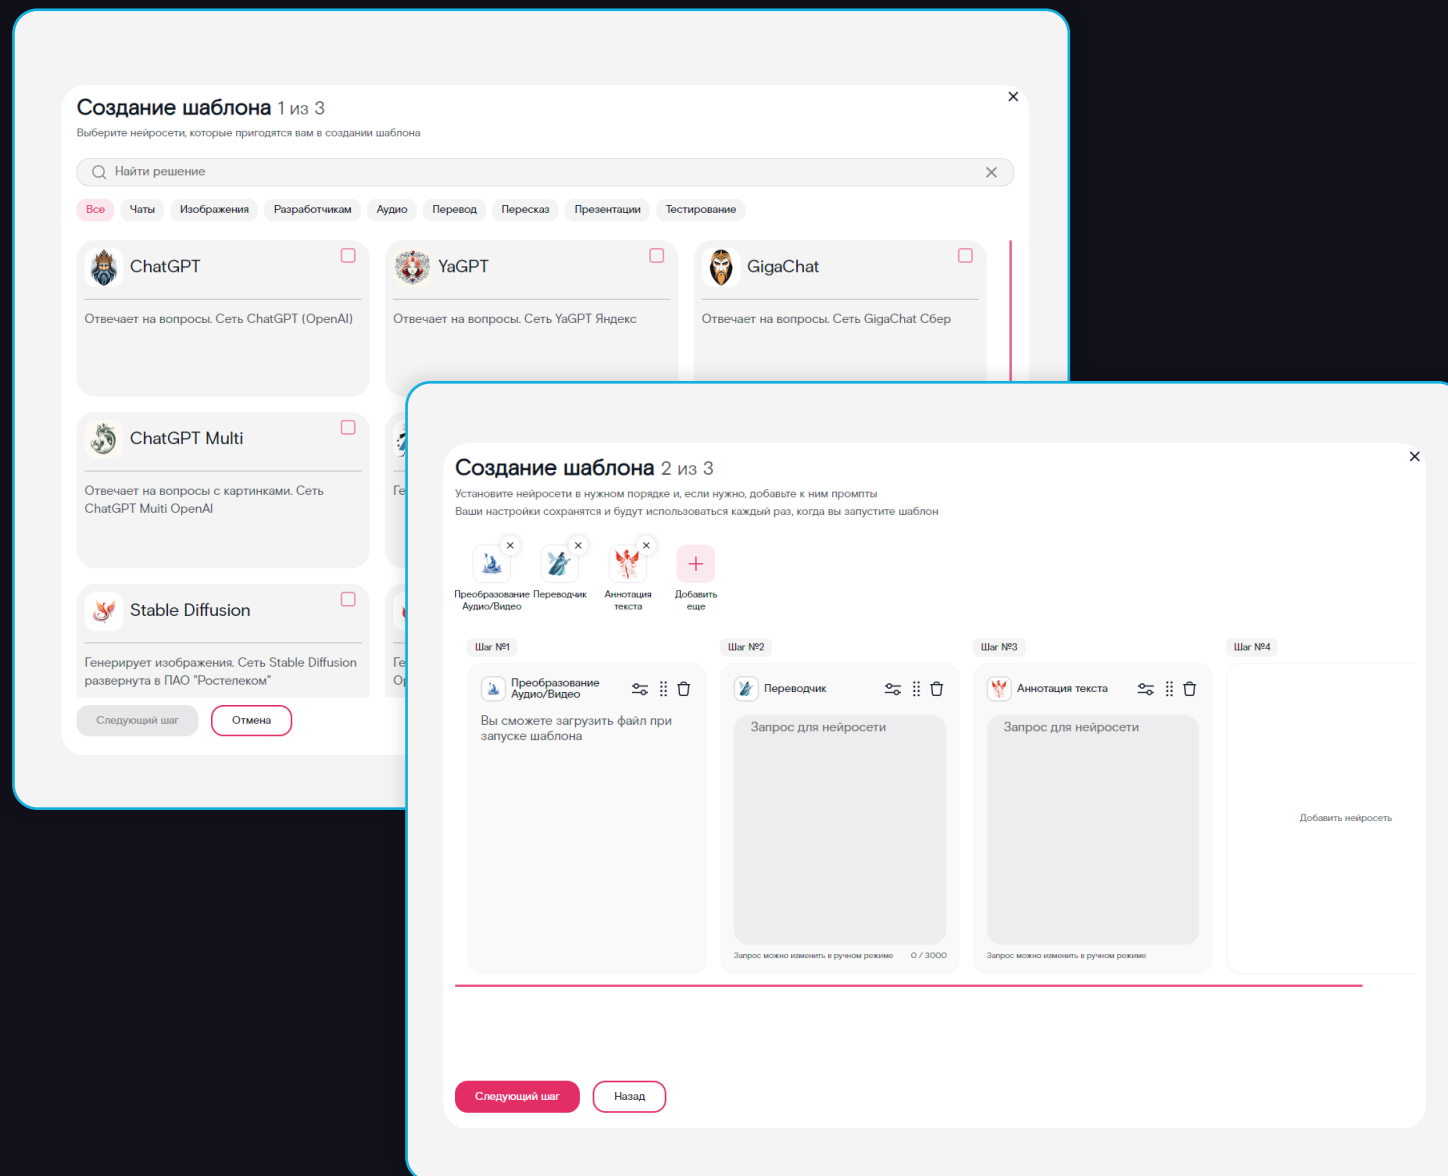 Создание шаблона 1 из 3
Выберите нейросети, которые пригодятся вам в создании шаблона
Найти решение
Все Чаты Изображения Разработчикам Аудио Перевод Пересказ Презентации Тестирование
ChatGPT
Отвечает на вопросы. Сеть ChatGPT (OpenAI)
YaGPT
Отвечает на вопросы. Сеть YaGPT Яндекс
GigaChat
Отвечает на вопросы. Сеть GigaChat Сбер
ChatGPT Multi
Отвечает на вопросы с картинками. Сеть
ChatGPT Muiti OpenAI
Stable Diffusion
Генерирует изображения. Сеть Stable Diffusion
развернута в ПАО "Ростелеком"
Следующий шаг
Отмена
Создание шаблона 2 из 3
Установите нейросети в нужном порядке и, если нужно, добавьте к ним промпты
Ваши настройки сохранятся и будут использоваться каждый раз, когда вы запустите шаблон
Преобразование
Аудио/Видео
Переводчик
Аннотация
текста
Добавить
еще
Шаг №1
Преобразование
Аудио/Видео
Вы сможете загрузить файл при
запуске шаблона
Шаг №2
Переводчик
Запрос для нейросети
Запрос можно изменить в ручном режиме 0 / 3000
Шаг №3
Аннотация текста
Запрос для нейросети
Запрос можно изменить в ручном режиме
Шаг №4
Добавить нейросеть
Следующий шаг
Назад